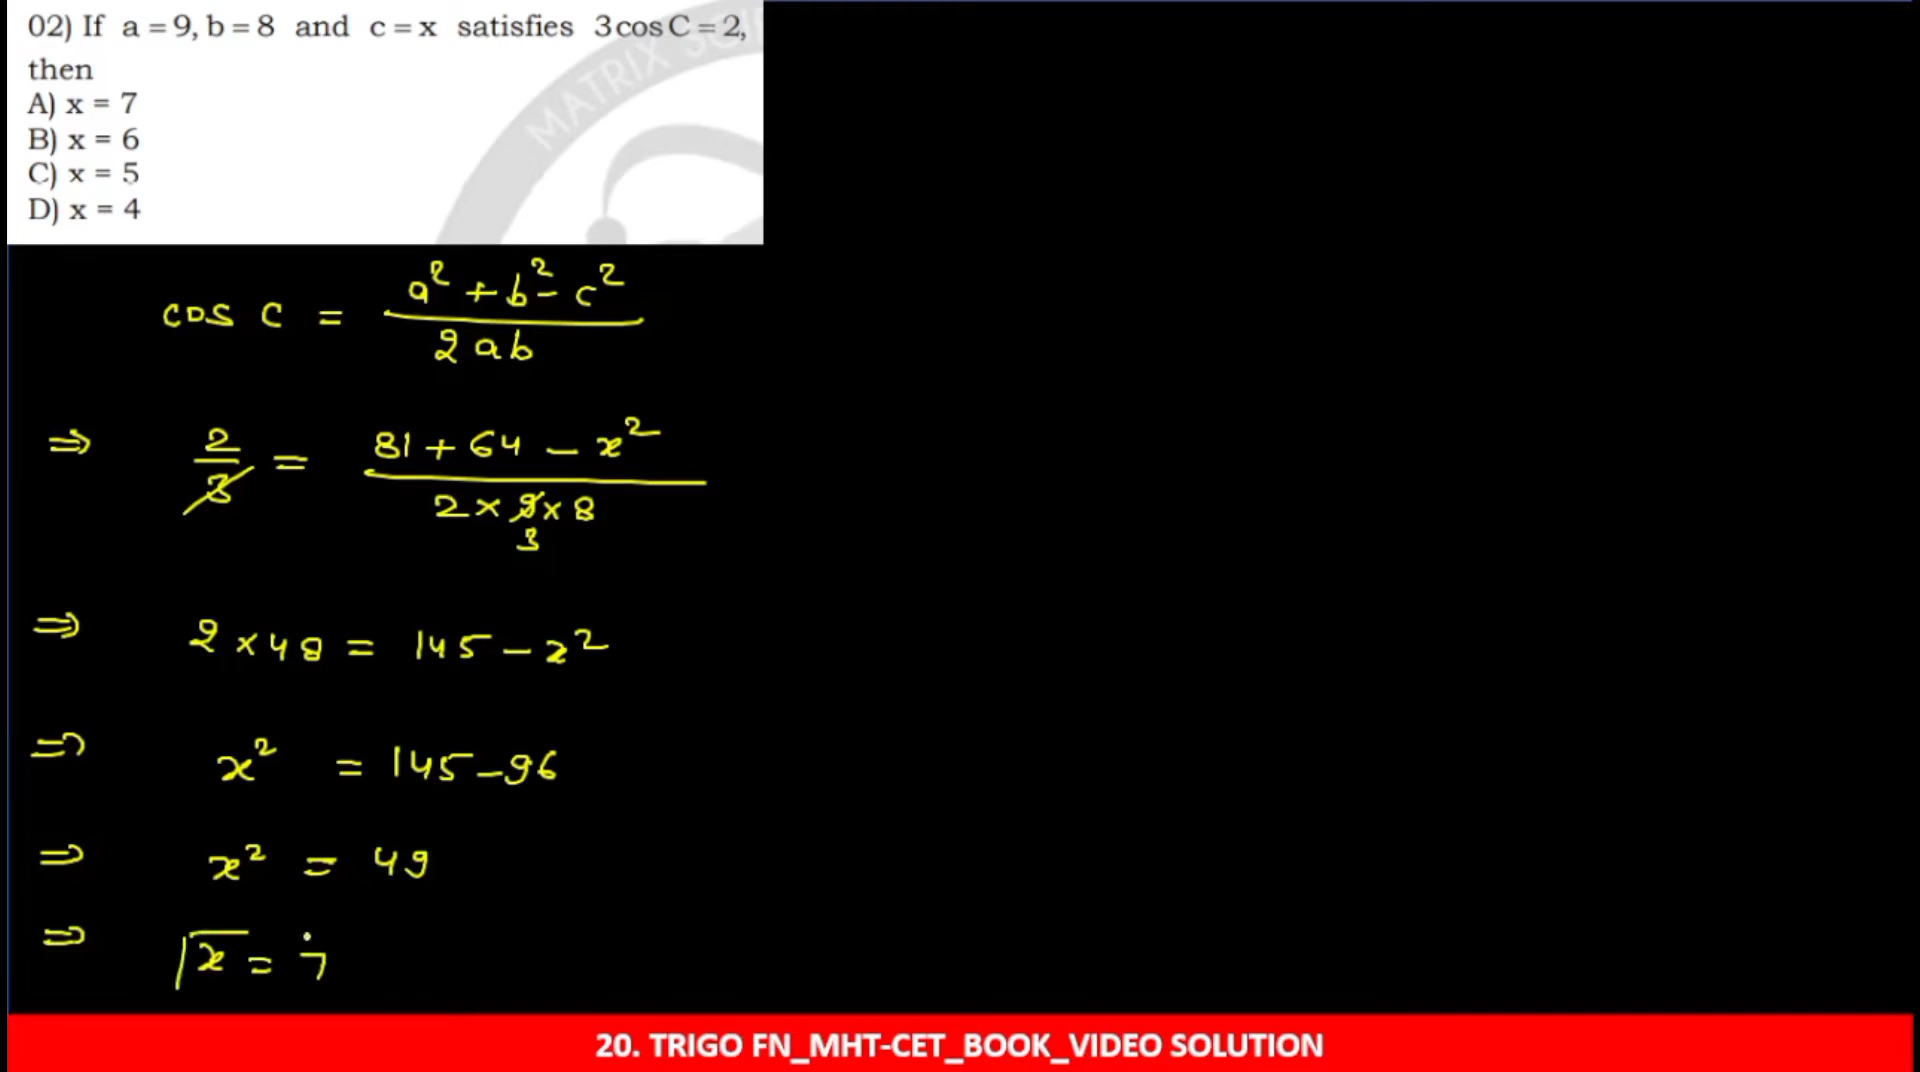 02) If a = 9, b = 8 and c = x satisfies 3 cos C = 2,
then
A) x = 7
B) x = 6
C) x = 5
D) x = 4
MATRIX
cos C = a² + b² - c² / 2ab
⇒ 2/3 = 81 + 64 - x² / 2 × 9 × 8
3
⇒ 2 × 48 = 145 - x²
⇒ x² = 145 - 96
⇒ x² = 49
⇒ x = 7
20. TRIGO FN_MHT-CET_BOOK_VIDEO SOLUTION